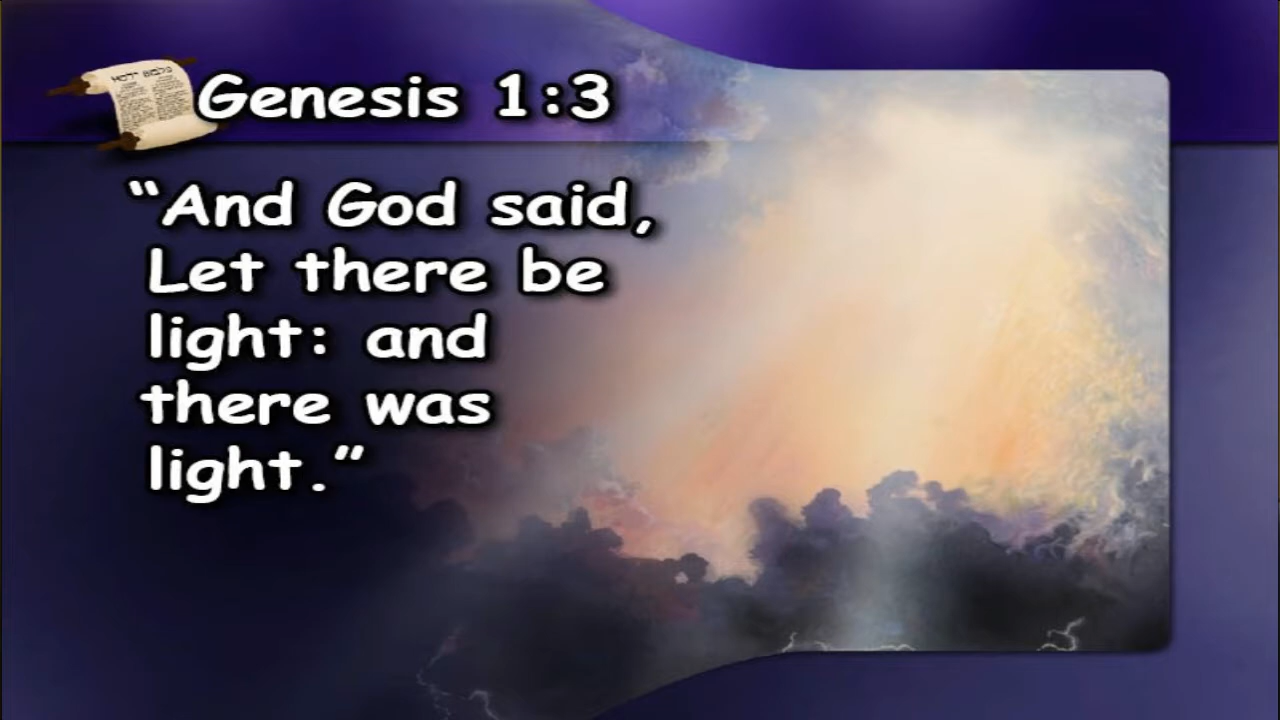 Genesis 1:3
“And God said,
Let there be
light: and
there was
light.”